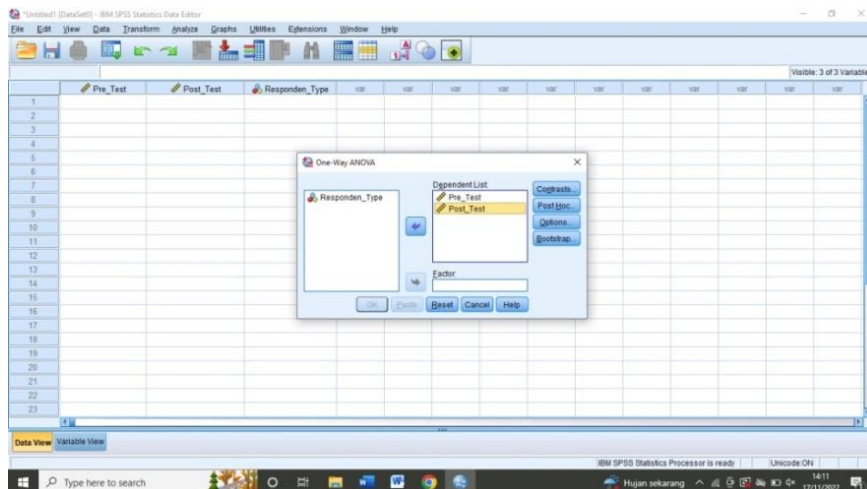 *Untitled1 [DataSet0] - IBM SPSS Statistics Data Editor
File Edit View Data Transform Analyze Graphs Utilities Extensions Window Help
Visible: 3 of 3 Variable
Pre_Test Post_Test Responden_Type var var var var var var var var var
1
2
3
4
5
6
7
8
9
10
11
12
13
14
15
16
17
18
19
20
21
22
23
One-Way ANOVA
Dependent List:
Responden_Type
Pre_Test
Post_Test
Contrasts...
Post Hoc...
Options...
Bootstrap...
Factor:
OK Paste Reset Cancel Help
Data View Variable View
IBM SPSS Statistics Processor is ready Unicode:ON
Type here to search
Hujan sekarang
14:11
17/11/2022